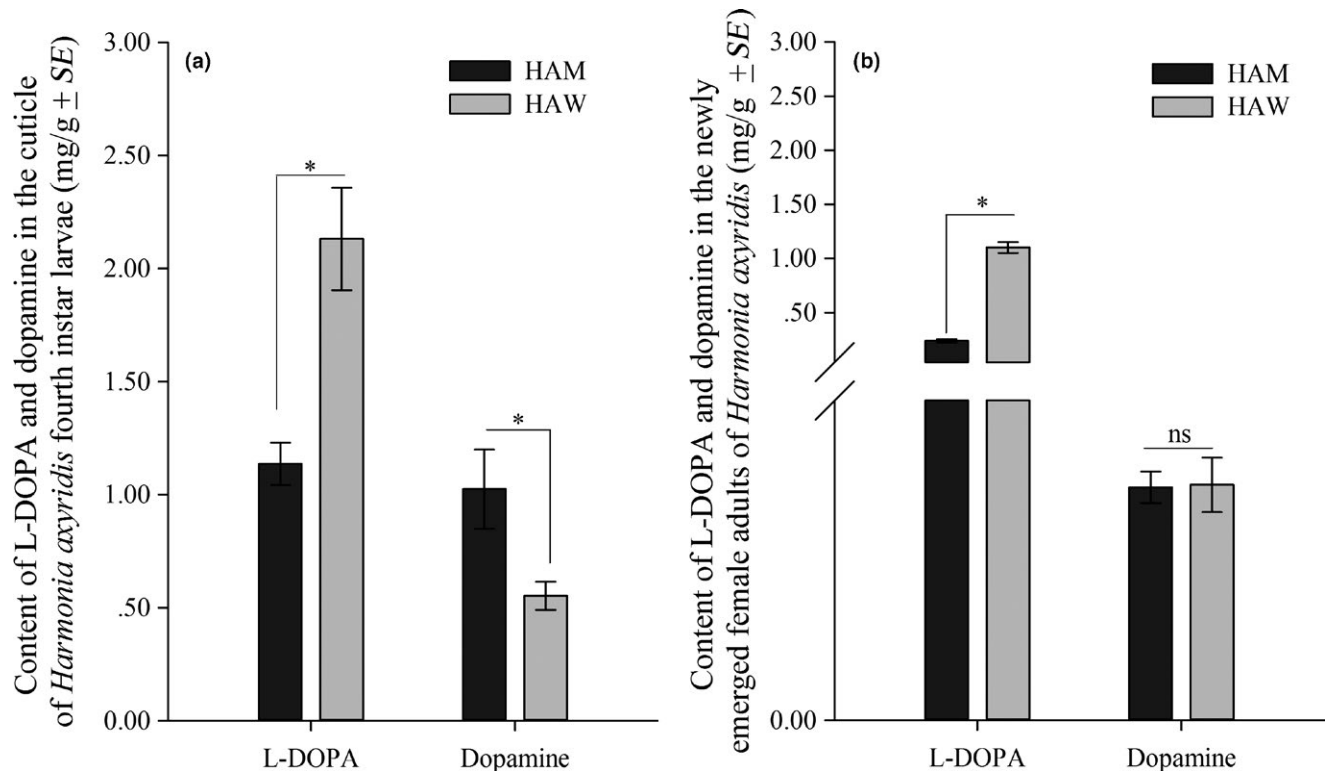 Content of L-DOPA and dopamine in the cuticle
of Harmonia axyridis fourth instar larvae (mg/g ± SE)
3.00
2.50
2.00
1.50
1.00
.50
0.00
(a)
HAM
HAW
*
*
L-DOPA
Dopamine
Content of L-DOPA and dopamine in the newly
emerged female adults of Harmonia axyridis (mg/g ± SE)
3.00
2.50
2.00
1.50
1.00
.50
0.00
(b)
HAM
HAW
*
ns
L-DOPA
Dopamine